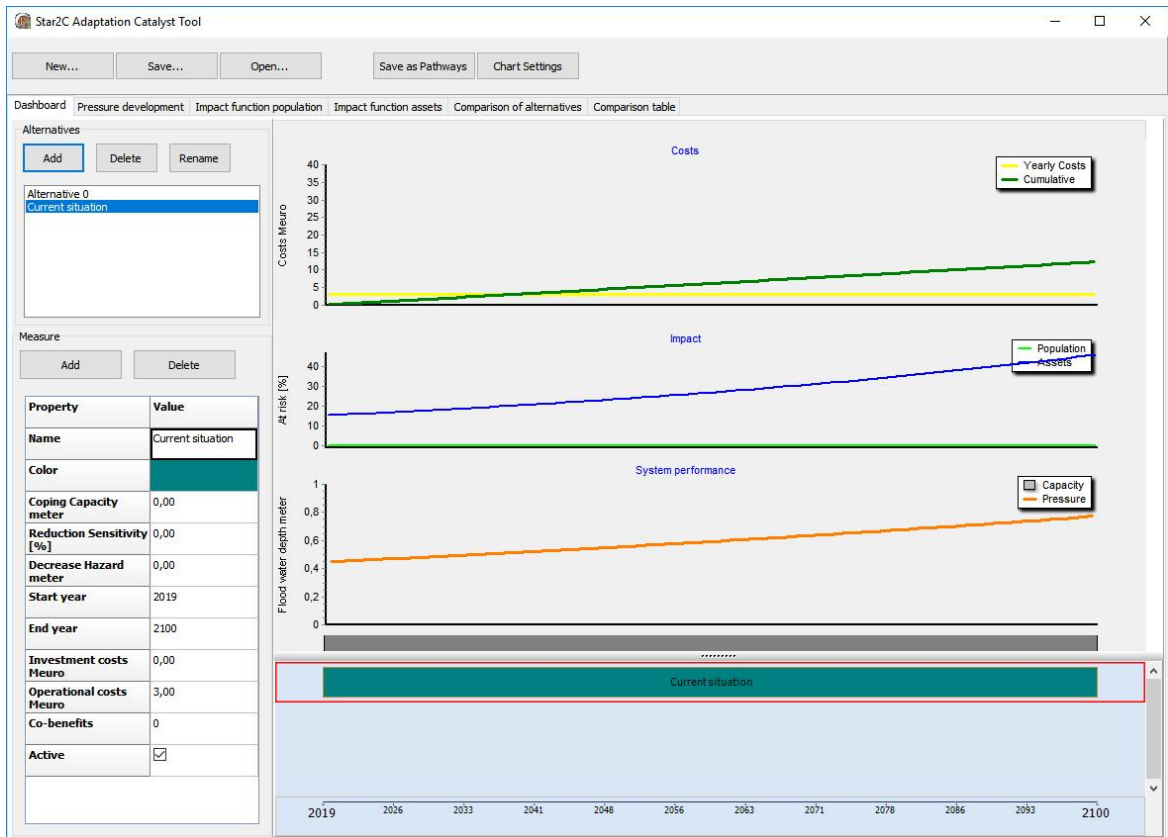 Star2C Adaptation Catalyst Tool
New... Save... Open... Save as Pathways Chart Settings
Dashboard Pressure development Impact function population Impact function assets Comparison of alternatives Comparison table
Alternatives
Add Delete Rename
Alternative 0
Current situation
Measure
Add Delete
Property Value
Name Current situation
Color
Coping Capacity
meter
0,00
Reduction Sensitivity
[%]
0,00
Decrease Hazard
meter
0,00
Start year 2019
End year 2100
Investment costs
Meuro
0,00
Operational costs
Meuro
3,00
Co-benefits 0
Active
Costs
Yearly Costs
Cumulative
Costs Meuro
40
35
30
25
20
15
10
5
0
Impact
Population
Assets
At risk [%]
40
30
20
10
0
System performance
Capacity
Pressure
Flood water depth meter
1
0,8
0,6
0,4
0,2
0
Current situation
2019 2026 2033 2041 2048 2056 2063 2071 2078 2086 2093 2100